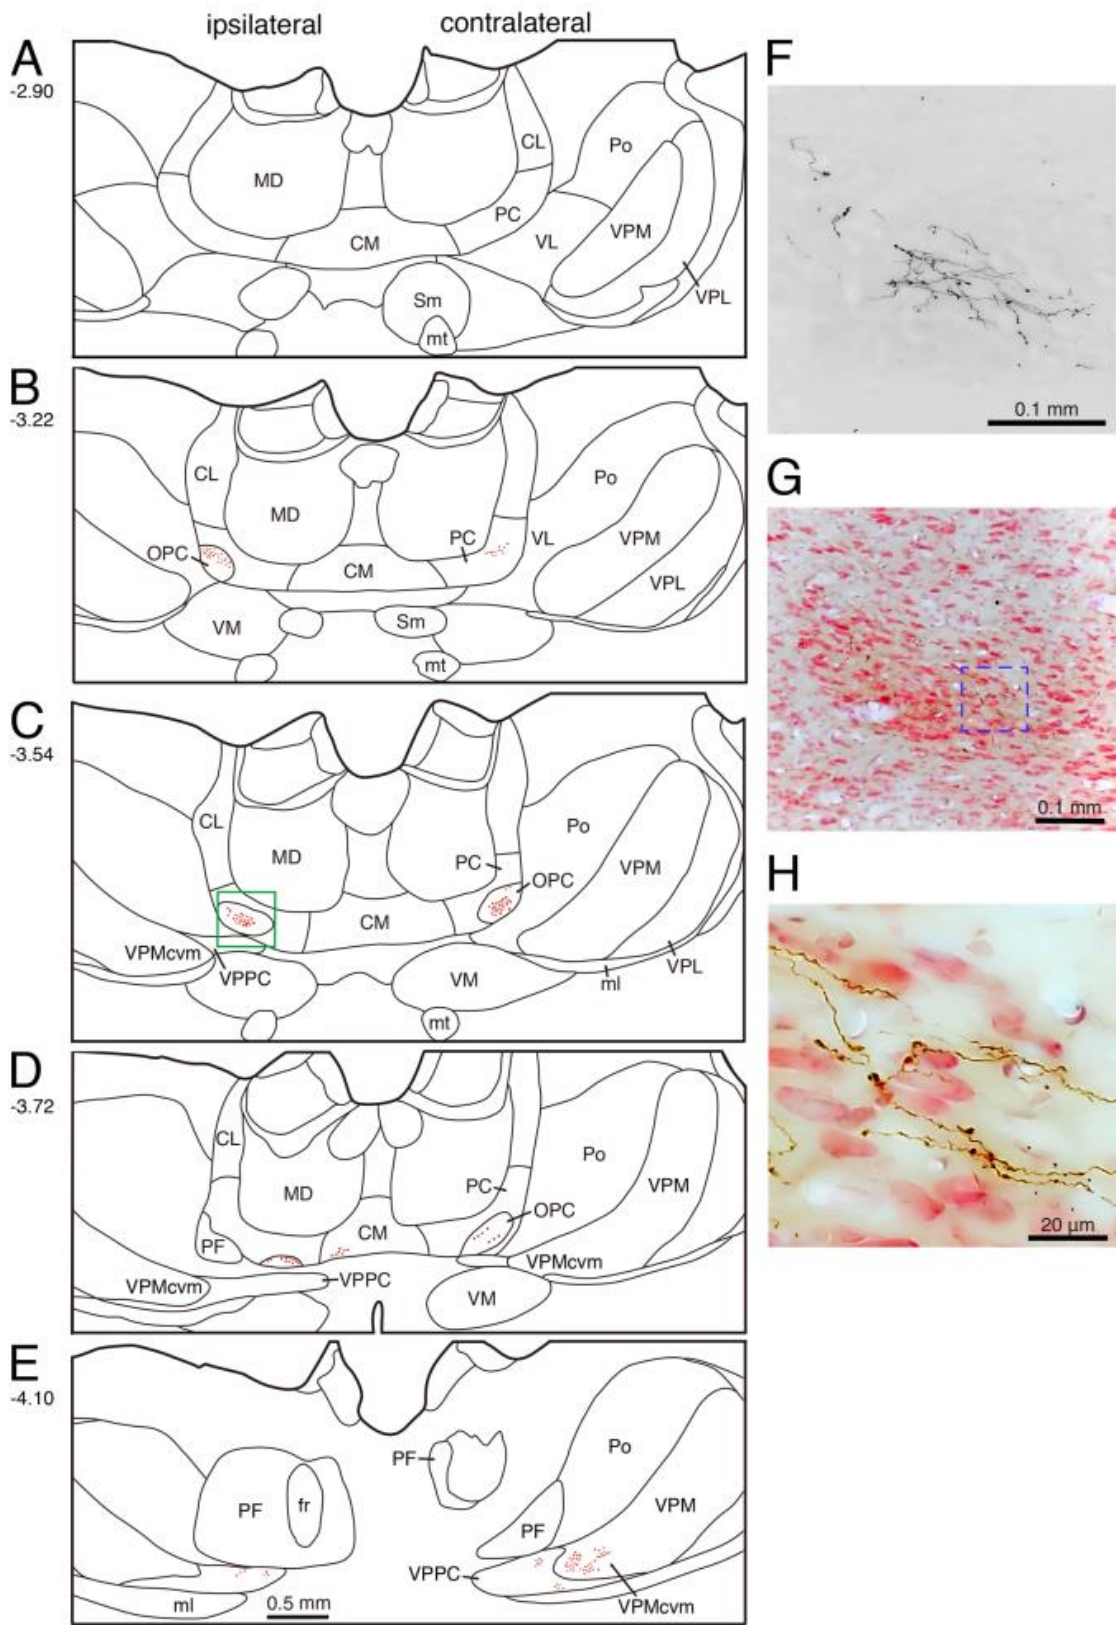 ipsilateral contralateral
A
-2.90
MD
CM
CL
PC
Po
VL
VPM
VPL
Sm
mt
B
-3.22
CL
MD
OPC
CM
PC
VL
Po
VPM
VPL
VM
Sm
mt
C
-3.54
CL
MD
PC
OPC
Po
VPM
CM
VPMcvm
VPPC
VM
ml
VPL
mt
D
-3.72
CL
MD
PF
CM
PC
OPC
Po
VPM
VPMcvm
VPPC
VPMcvm
VM
E
-4.10
PF
fr
PF
PF
Po
VPM
VPPC
VPMcvm
ml
0.5 mm
F
0.1 mm
G
0.1 mm
H
20 µm